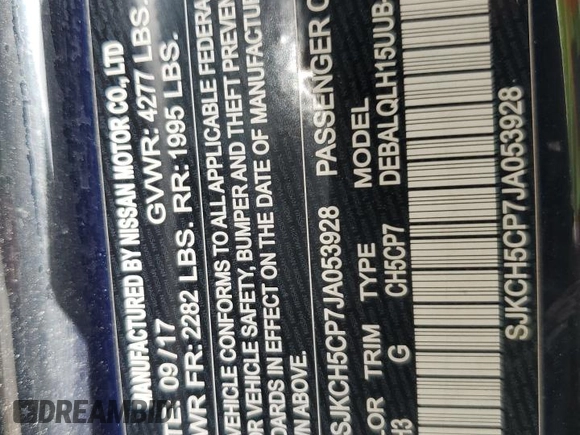 MANUFACTURED BY NISSAN MOTOR CO., LTD
09/17 GVWR: 4277 LBS.
FR: 2282 LBS. RR: 1995 LBS.
VEHICLE CONFORMS TO ALL APPLICABLE FEDERA
VEHICLE SAFETY, BUMPER AND THEFT PREVEN
IN EFFECT ON THE DATE OF MANUFACTUR
ABOVE.
SJKCH5CP7JA053928 PASSENGER C
TRIM TYPE MODEL
G CH5CP7 DEBALQLH15UUB
SJKCH5CP7JA053928
DREAMBID